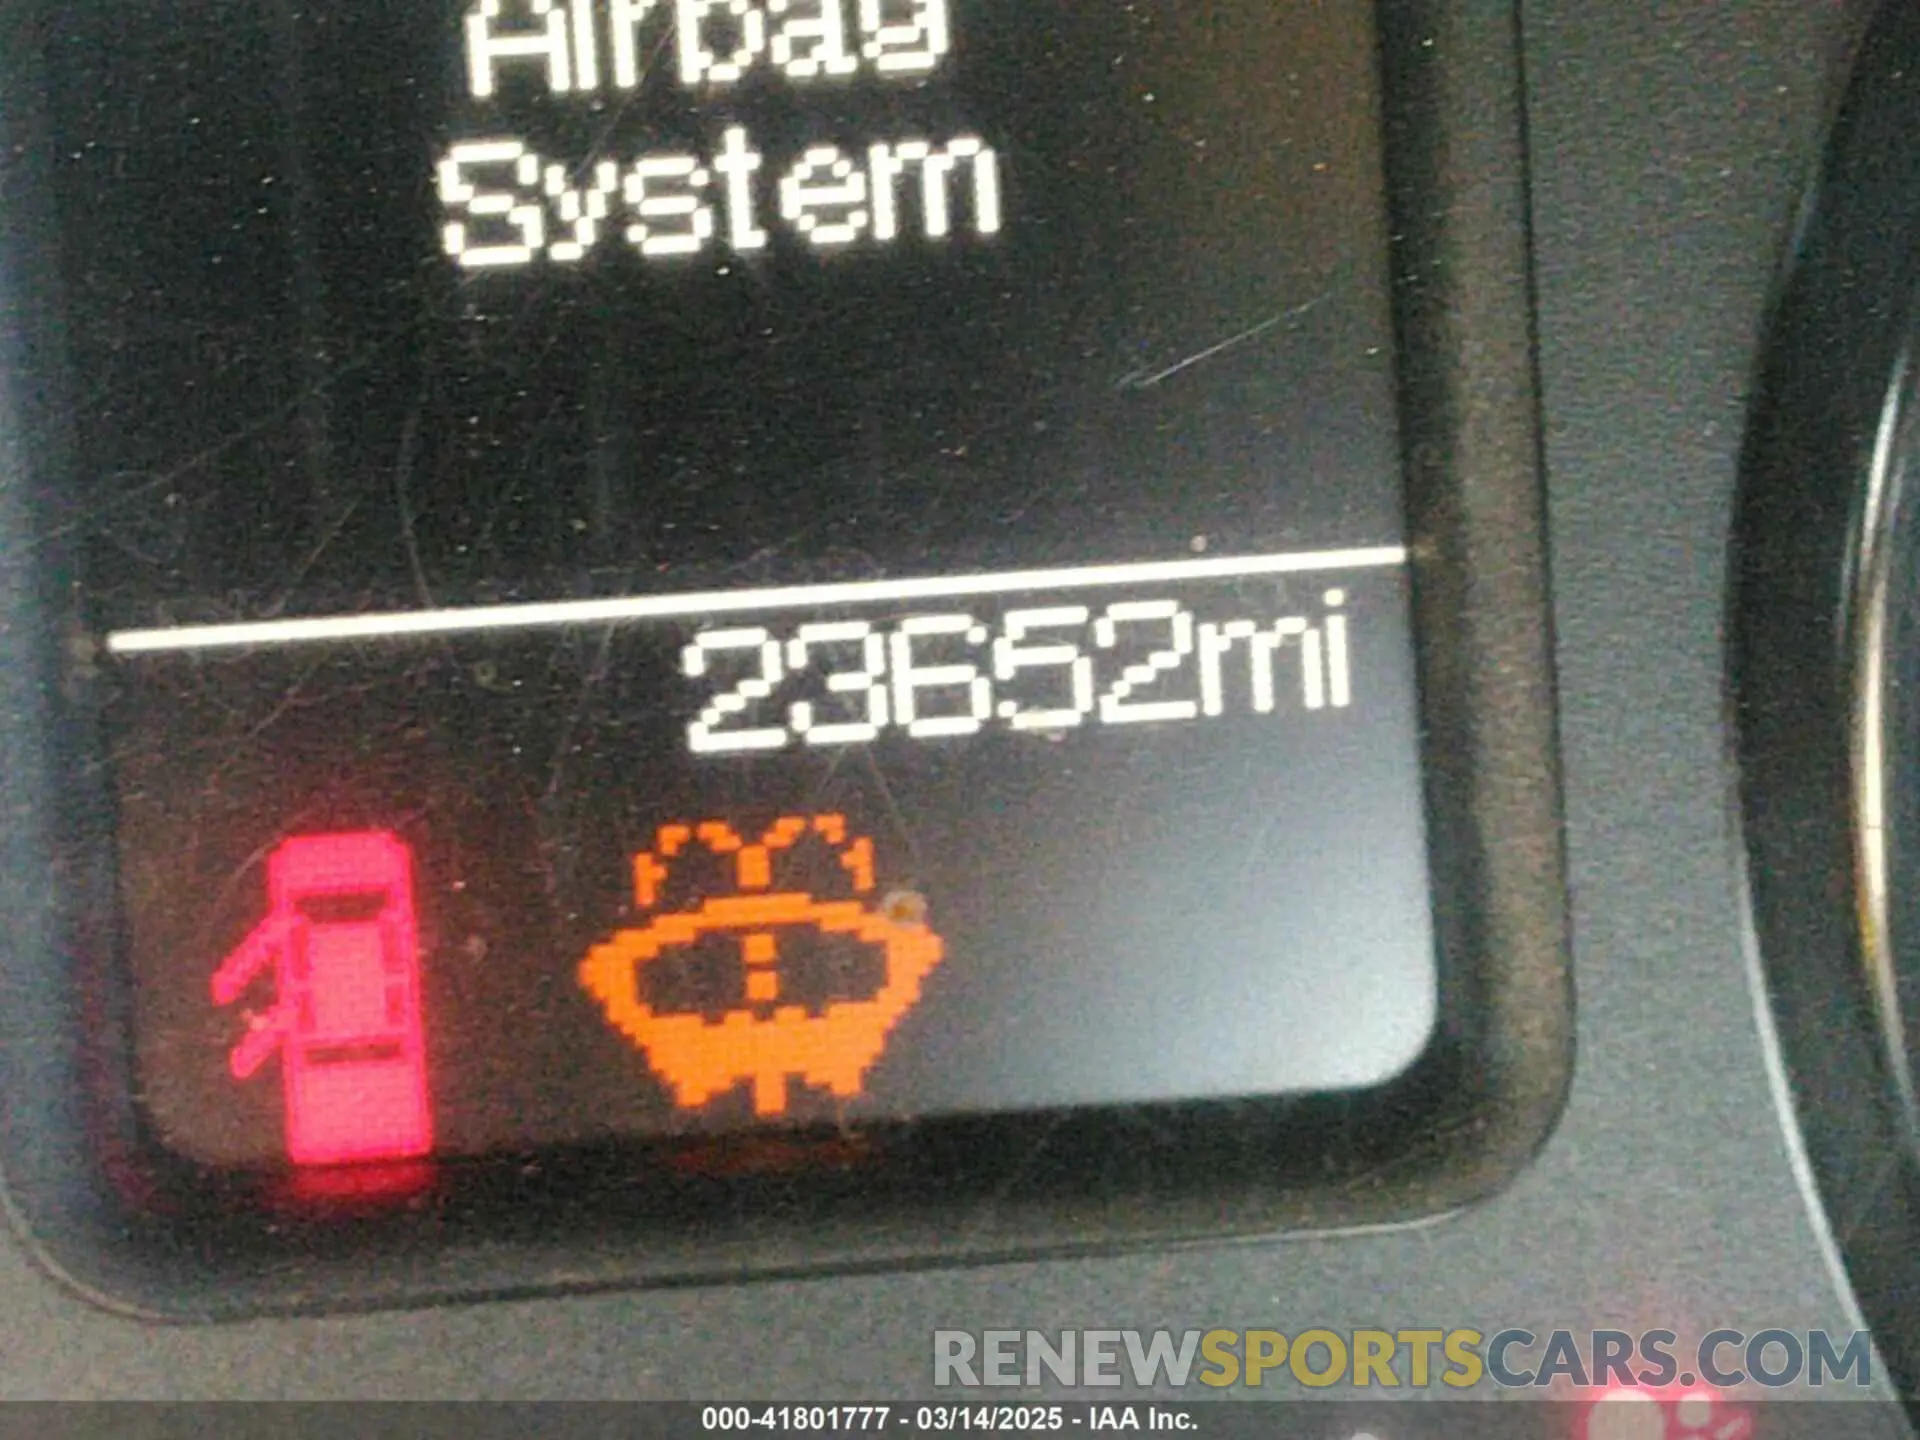 Airbag
System
23652mi
RENEWSPORTSCARS.COM
000-41801777 - 03/14/2025 - IAA Inc.